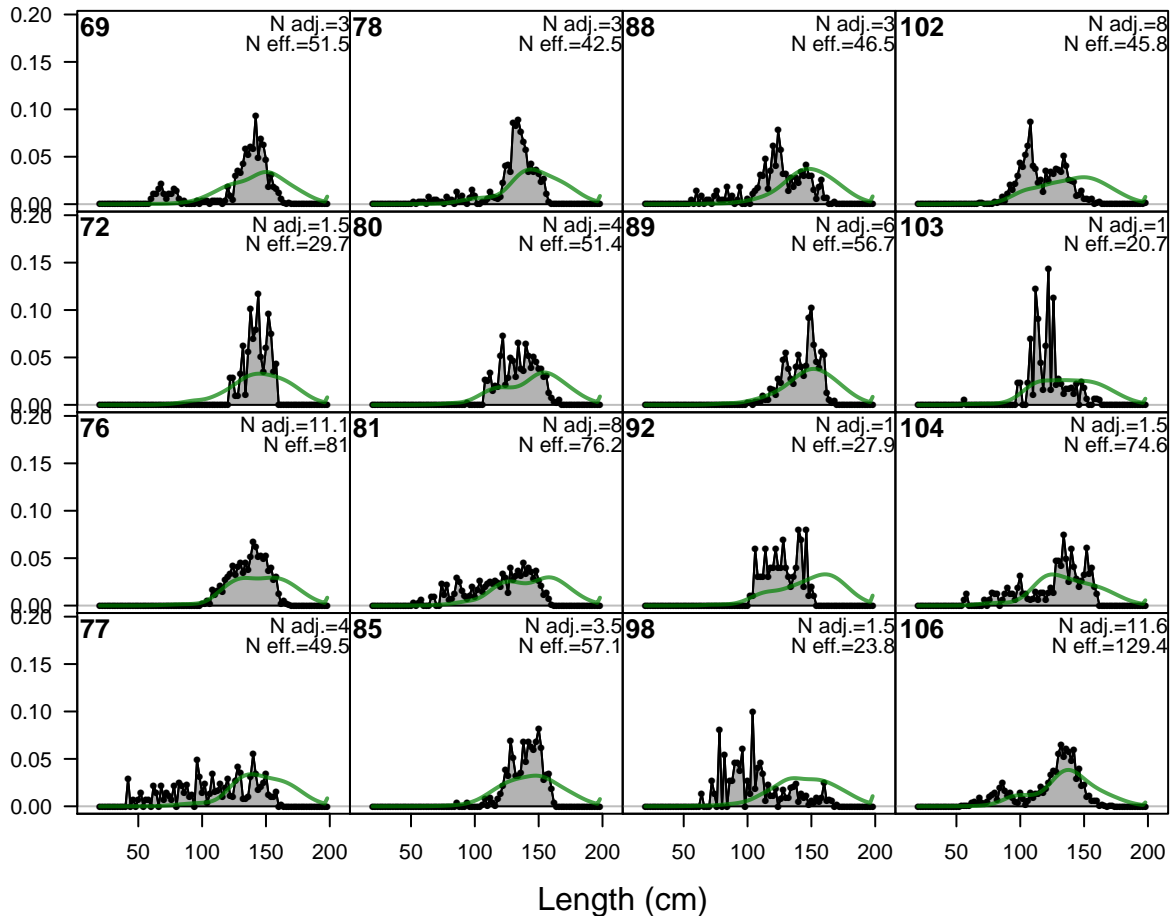 0.20
0.15
0.10
0.05
0.00
69
N adj.=3
N eff.=51.5
78
N adj.=3
N eff.=42.5
88
N adj.=3
N eff.=46.5
102
N adj.=8
N eff.=45.8
0.20
0.15
0.10
0.05
0.00
72
N adj.=1.5
N eff.=29.7
80
N adj.=4
N eff.=51.4
89
N adj.=6
N eff.=56.7
103
N adj.=1
N eff.=20.7
0.20
0.15
0.10
0.05
0.00
76
N adj.=11.1
N eff.=81
81
N adj.=8
N eff.=76.2
92
N adj.=1
N eff.=27.9
104
N adj.=1.5
N eff.=74.6
0.20
0.15
0.10
0.05
0.00
77
N adj.=4
N eff.=49.5
85
N adj.=3.5
N eff.=57.1
98
N adj.=1.5
N eff.=23.8
106
N adj.=11.6
N eff.=129.4
50 100 150 200 50 100 150 200 50 100 150 200 50 100 150 200
Length (cm)